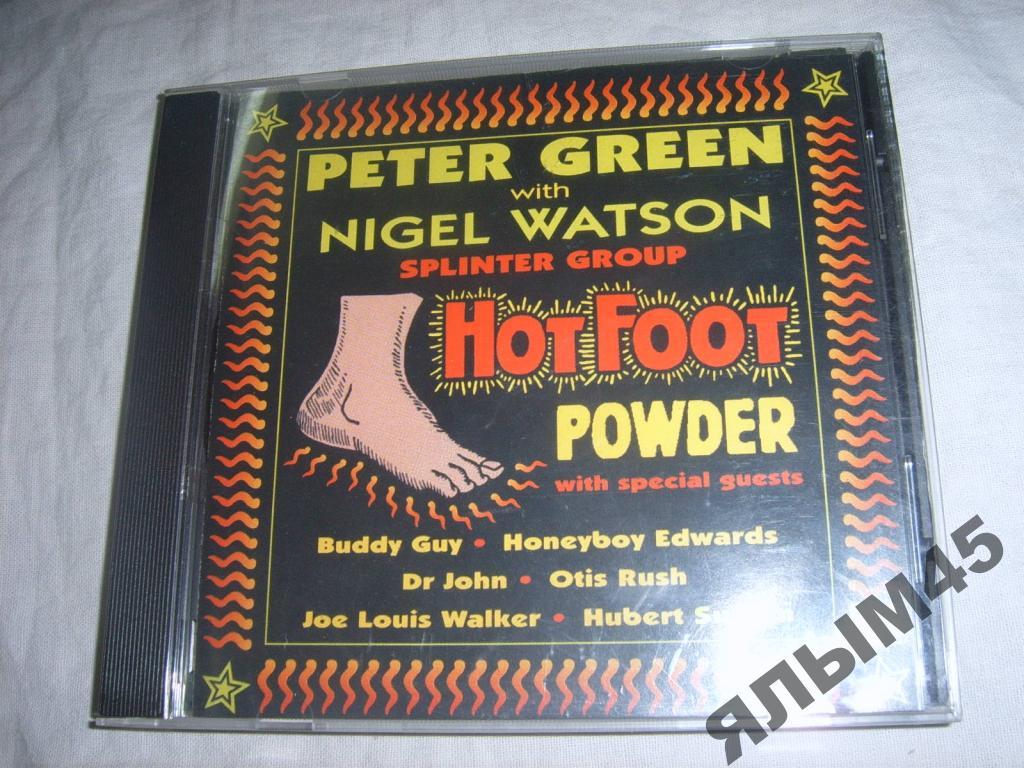 PETER GREEN
with
NIGEL WATSON
SPLINTER GROUP
HOT FOOT
POWDER
with special guests
Buddy Guy • Honeyboy Edwards
Dr John • Otis Rush
Joe Louis Walker • Hubert
ЯЛЫМ45